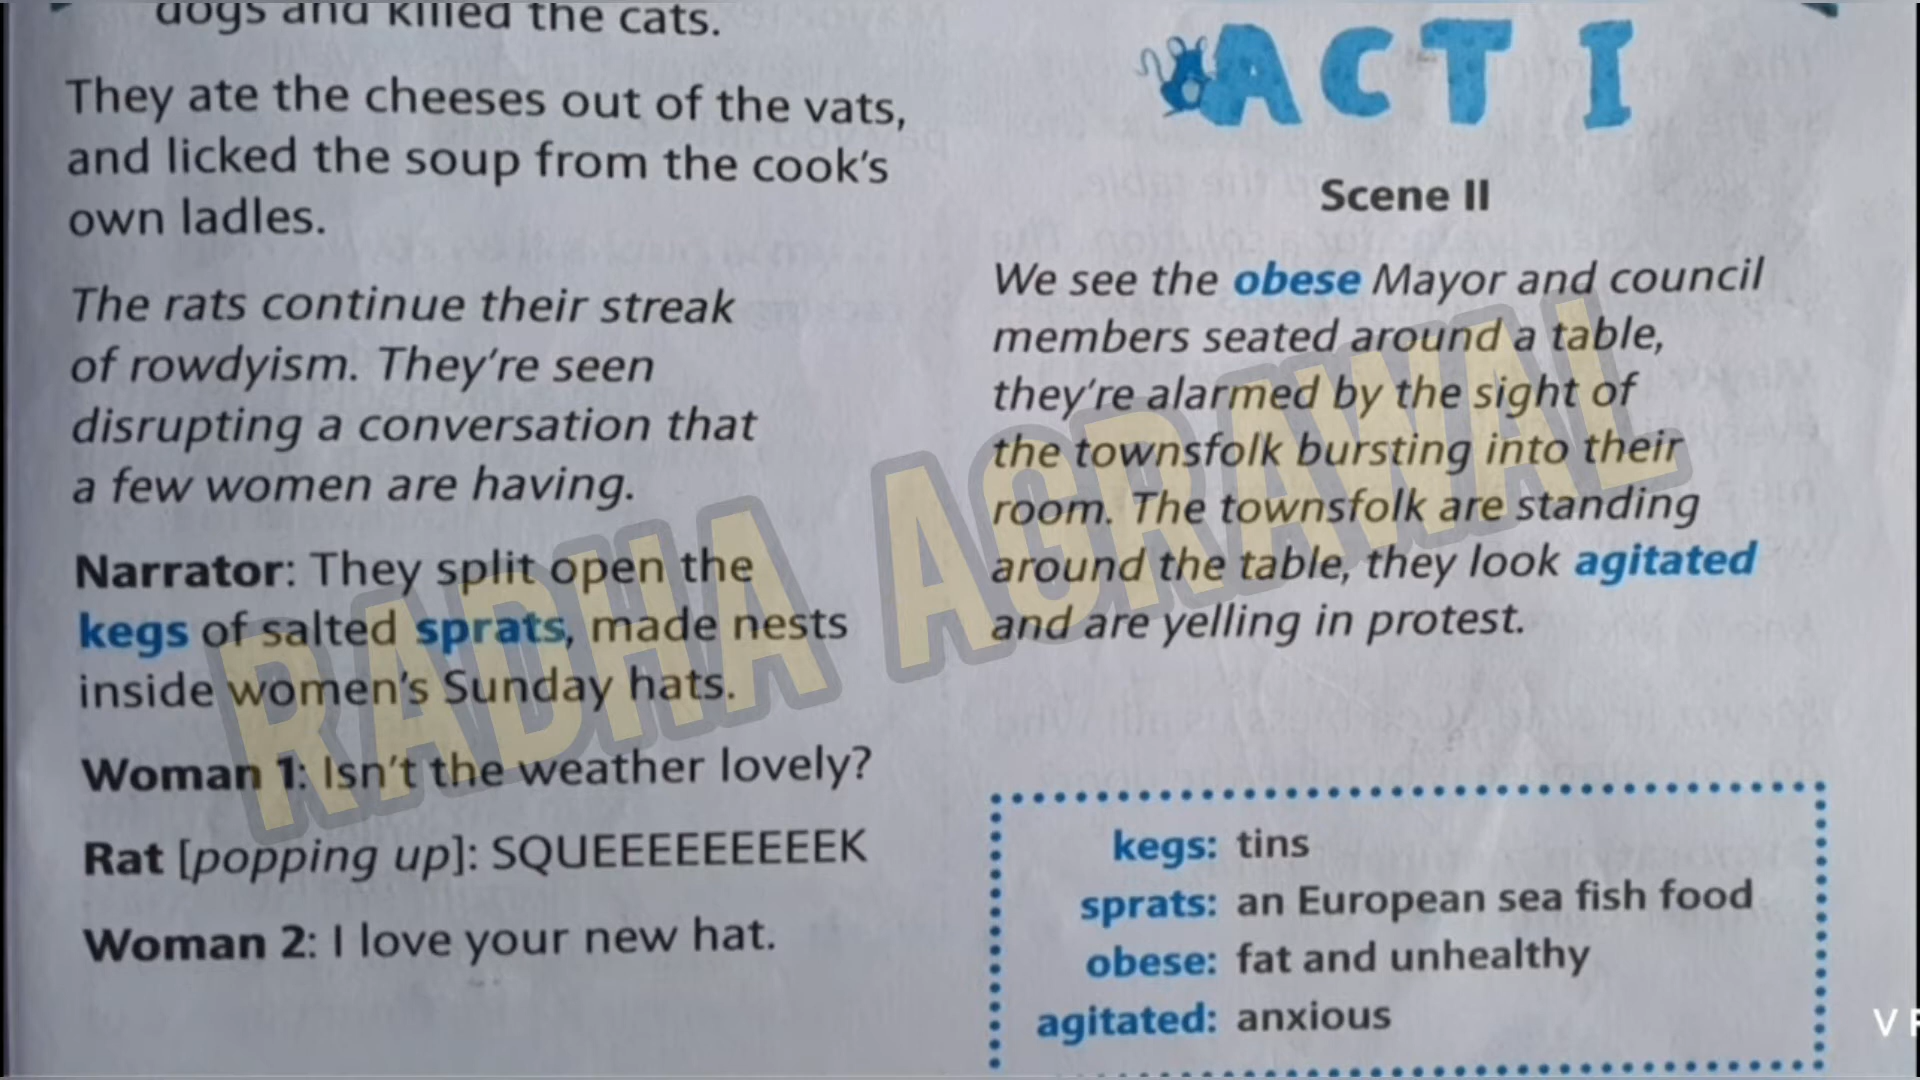 dogs and killed the cats.
They ate the cheeses out of the vats,
and licked the soup from the cook's
own ladles.
The rats continue their streak
of rowdyism. They're seen
disrupting a conversation that
a few women are having.
Narrator: They split open the
kegs of salted sprats, made nests
inside women's Sunday hats.
Woman 1: Isn't the weather lovely?
Rat [popping up]: SQUEEEEEEEEEEK
Woman 2: I love your new hat.
ACT I
Scene II
We see the obese Mayor and council
members seated around a table,
they're alarmed by the sight of
the townsfolk bursting into their
room. The townsfolk are standing
around the table, they look agitated
and are yelling in protest.
kegs: tins
sprats: an European sea fish food
obese: fat and unhealthy
agitated: anxious
RADHA AGRAWAL